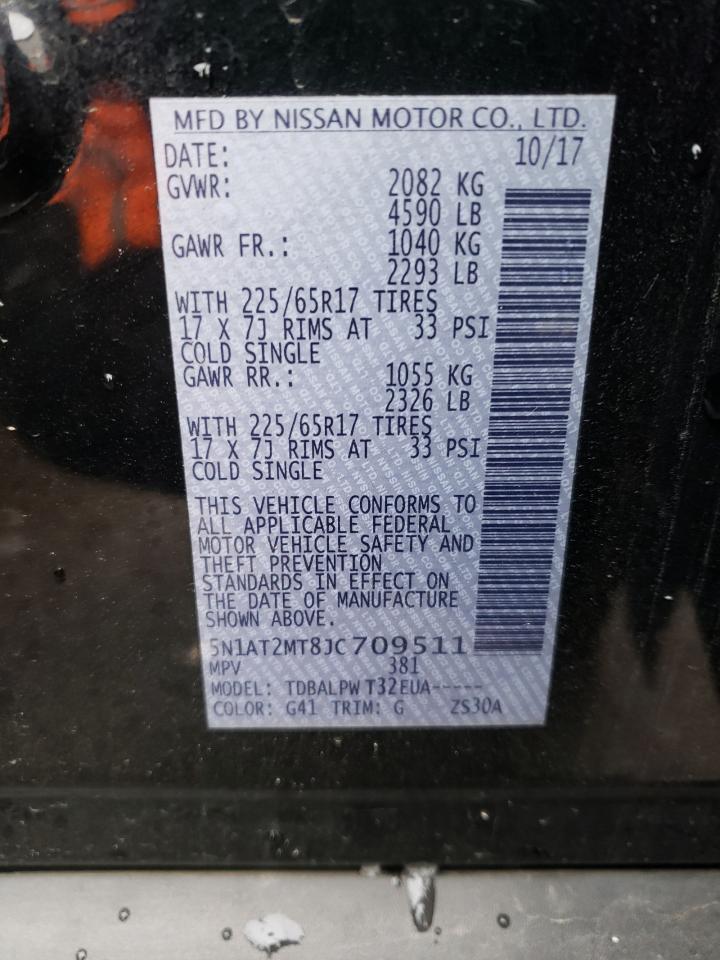 MFD BY NISSAN MOTOR CO., LTD.
DATE: 10/17
GVWR: 2082 KG
4590 LB
GAWR FR.: 1040 KG
2293 LB
WITH 225/65R17 TIRES
17 X 7J RIMS AT 33 PSI
COLD SINGLE
GAWR RR.: 1055 KG
2326 LB
WITH 225/65R17 TIRES
17 X 7J RIMS AT 33 PSI
COLD SINGLE
THIS VEHICLE CONFORMS TO
ALL APPLICABLE FEDERAL
MOTOR VEHICLE SAFETY AND
THEFT PREVENTION
STANDARDS IN EFFECT ON
THE DATE OF MANUFACTURE
SHOWN ABOVE.
5N1AT2MT8JC709511
MPV 381
MODEL: TDBALPW T32EUA-----
COLOR: G41 TRIM: G ZS30A